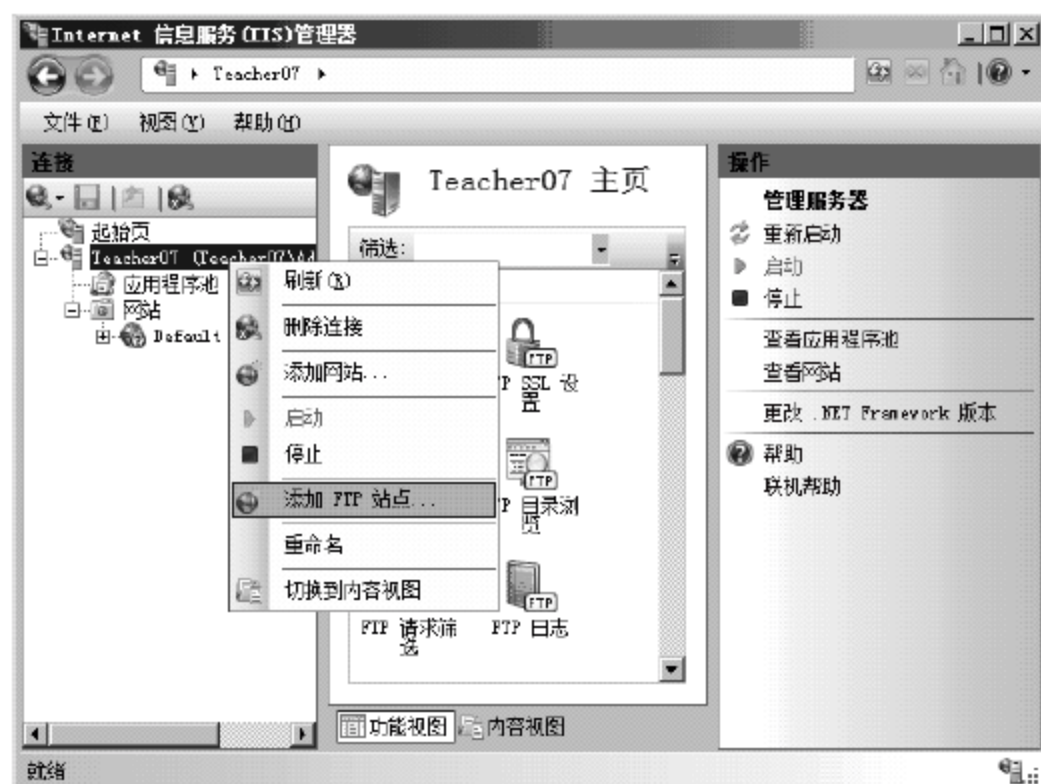 Internet 信息服务(IIS)管理器
Teacher07
文件(F) 视图(V) 帮助(H)
连接
起始页
Teacher07 (Teacher07\Ad
应用程序池
网站
Default
刷新(R)
删除连接
添加网站...
启动
停止
添加 FTP 站点...
重命名
切换到内容视图
Teacher07 主页
筛选:
FTP
P SSL 设
置
FTP
P 目录浏
览
FTP
FTP 请求筛
选
FTP 日志
功能视图 内容视图
操作
管理服务器
重新启动
启动
停止
查看应用程序池
查看网站
更改 .NET Framework 版本
帮助
联机帮助
就绪